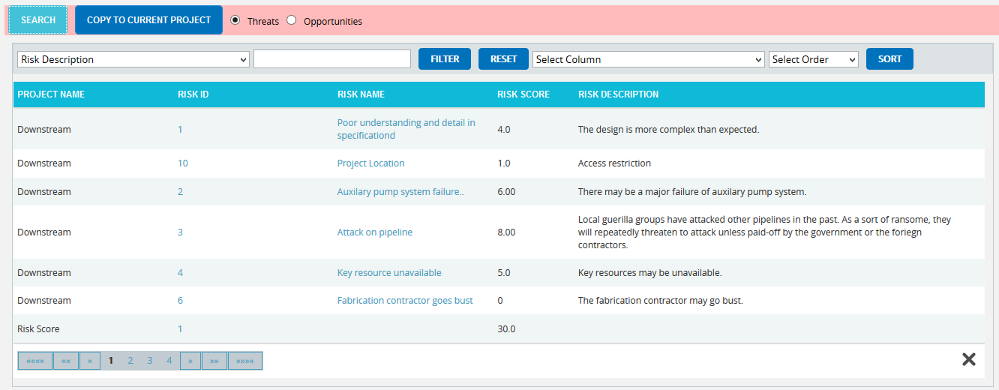 SEARCH COPY TO CURRENT PROJECT Threats Opportunities
Risk Description FILTER RESET Select Column Select Order SORT
PROJECT NAME RISK ID RISK NAME RISK SCORE RISK DESCRIPTION
Downstream 1 Poor understanding and detail in specificationd 4.0 The design is more complex than expected.
Downstream 10 Project Location 1.0 Access restriction
Downstream 2 Auxilary pump system failure.. 6.00 There may be a major failure of auxilary pump system.
Downstream 3 Attack on pipeline 8.00 Local guerilla groups have attacked other pipelines in the past. As a sort of ransome, they
will repeatedly threaten to attack unless paid-off by the government or the foriegn
contractors.
Downstream 4 Key resource unavailable 5.0 Key resources may be unavailable.
Downstream 6 Fabrication contractor goes bust 0 The fabrication contractor may go bust.
Risk Score 1 30.0
«««« «« « 1 2 3 4 » »» »»»»